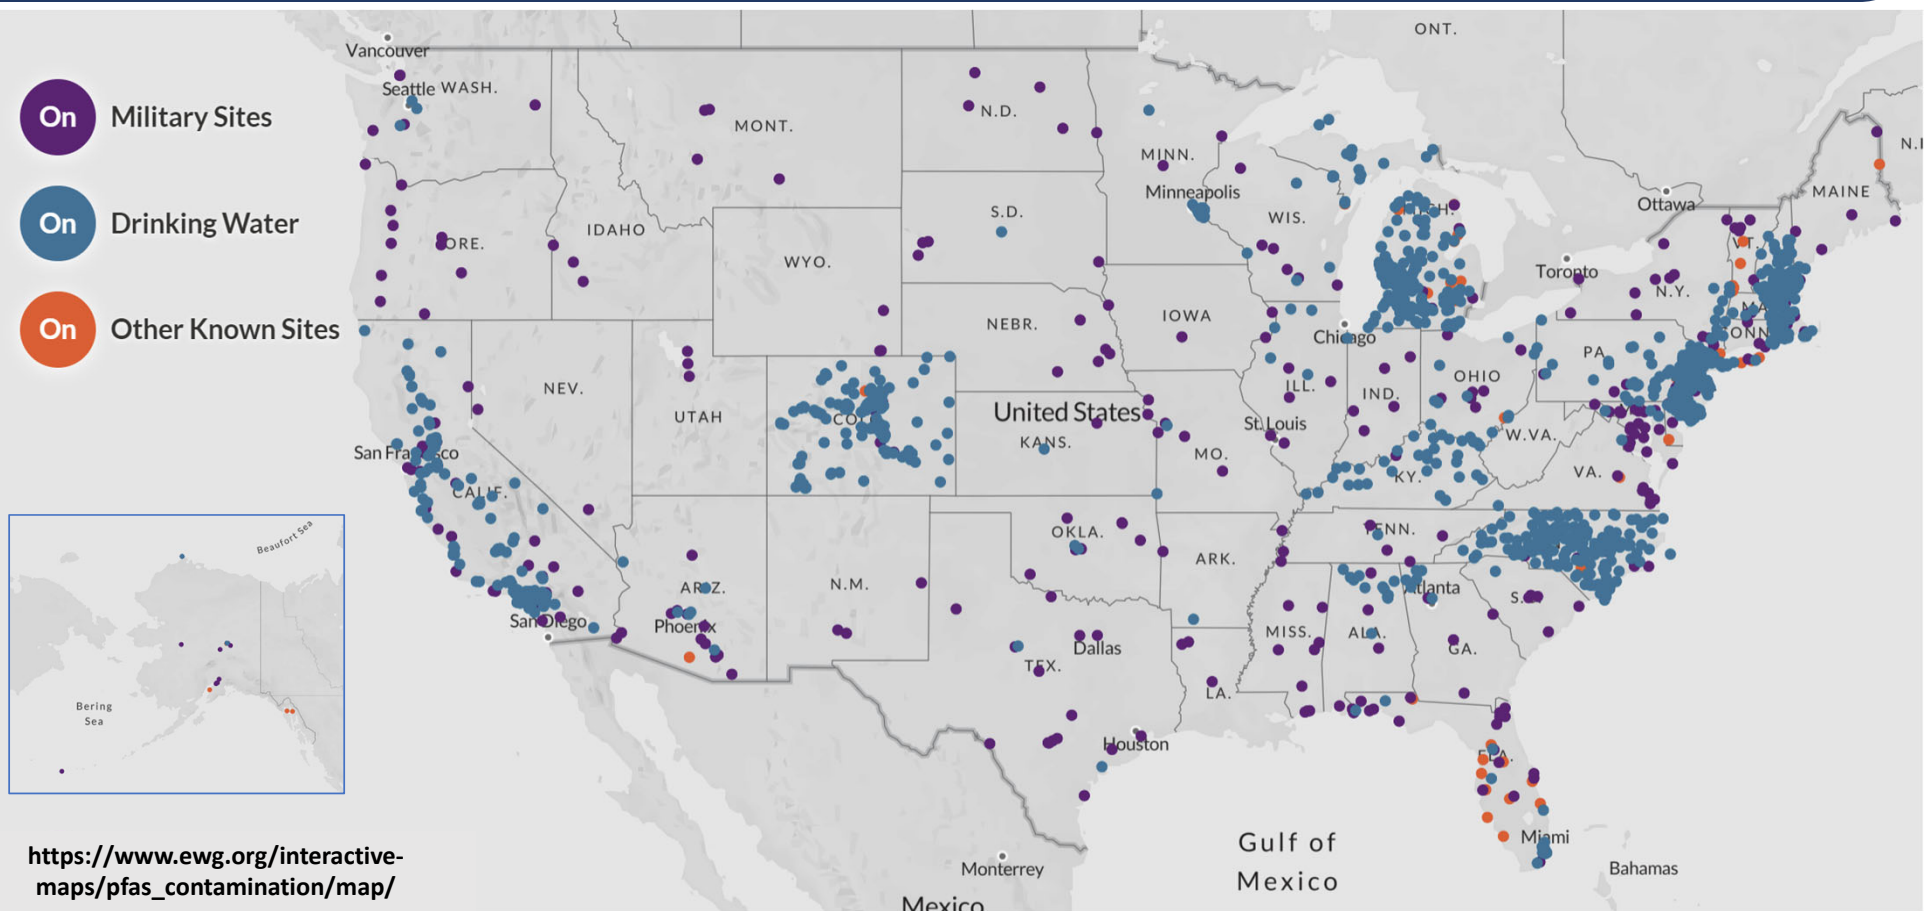 On Military Sites
On Drinking Water
On Other Known Sites
Vancouver
Seattle WASH.
MONT.
N.D.
MINN.
Minneapolis
ONT.
Ottawa
MAINE
ORE.
IDAHO
WYO.
S.D.
WIS.
Toronto
N.Y.
VT.
NEBR.
IOWA
Chicago
PA.
NEV.
UTAH
United States
KANS.
ILL.
IND.
OHIO
W.VA.
St. Louis
MO.
KY.
VA.
San Francisco
CALIF.
OKLA.
ARK.
TENN.
ARIZ.
N.M.
Atlanta
San Diego
Phoenix
Dallas
TEX.
MISS.
ALA.
GA.
LA.
Houston
FLA.
Miami
Gulf of
Mexico
Monterrey
Bahamas
Mexico
Beaufort Sea
Bering
Sea
https://www.ewg.org/interactive-
maps/pfas_contamination/map/